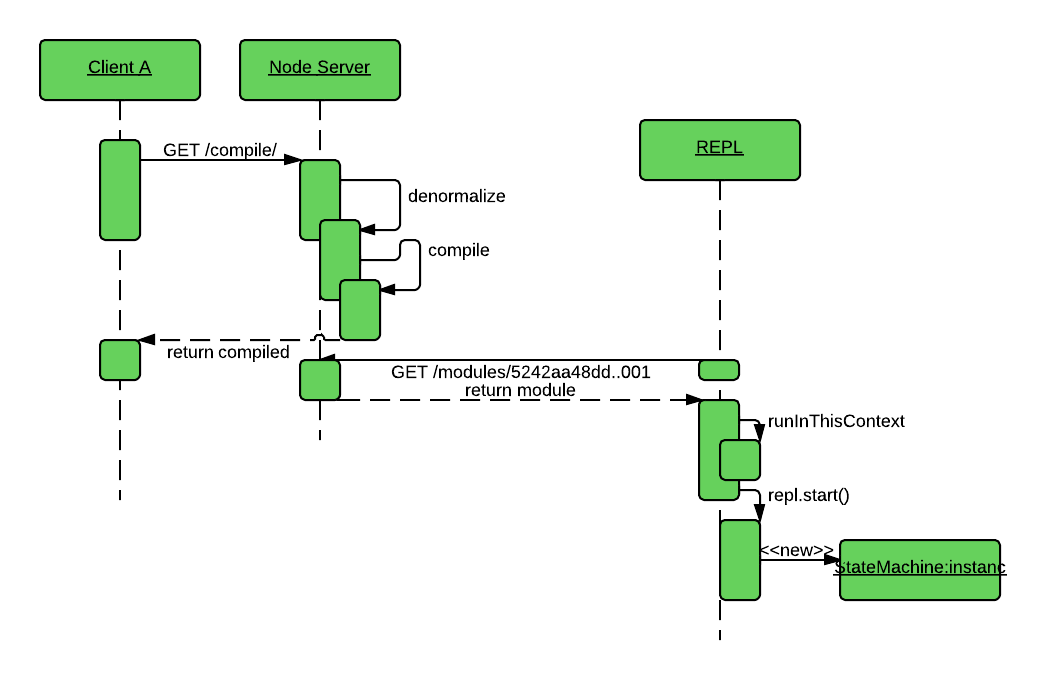 Client A
Node Server
REPL
GET /compile/
denormalize
compile
return compiled
GET /modules/5242aa48dd..001
return module
runInThisContext
repl.start()
<<new>>
StateMachine:instanc